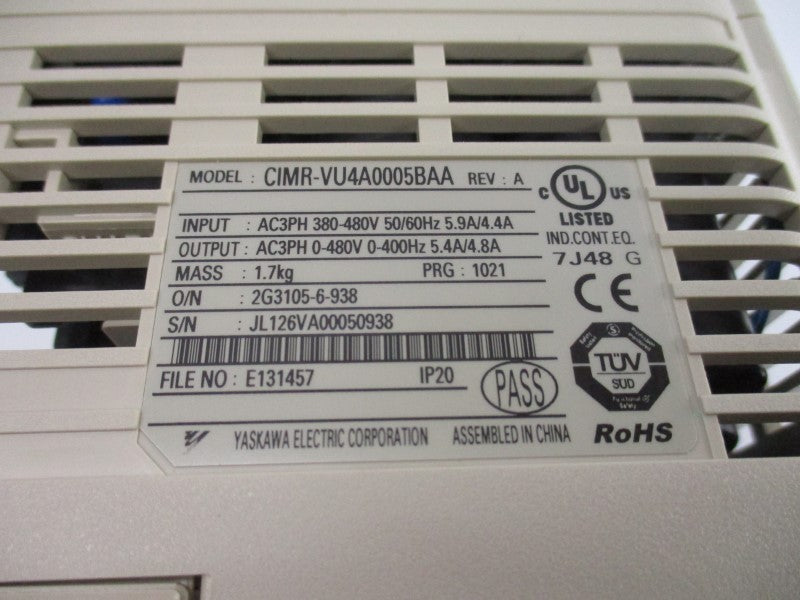 MODEL : CIMR-VU4A0005BAA REV : A
INPUT : AC3PH 380-480V 50/60Hz 5.9A/4.4A
OUTPUT : AC3PH 0-480V 0-400Hz 5.4A/4.8A
MASS : 1.7kg PRG : 1021
O/N : 2G3105-6-938
S/N : JL126VA00050938
FILE NO : E131457 IP20
PASS
YASKAWA ELECTRIC CORPORATION ASSEMBLED IN CHINA
C UL US
LISTED
IND.CONT.EQ.
7J48 G
CE
TÜV
SÜD
RoHS